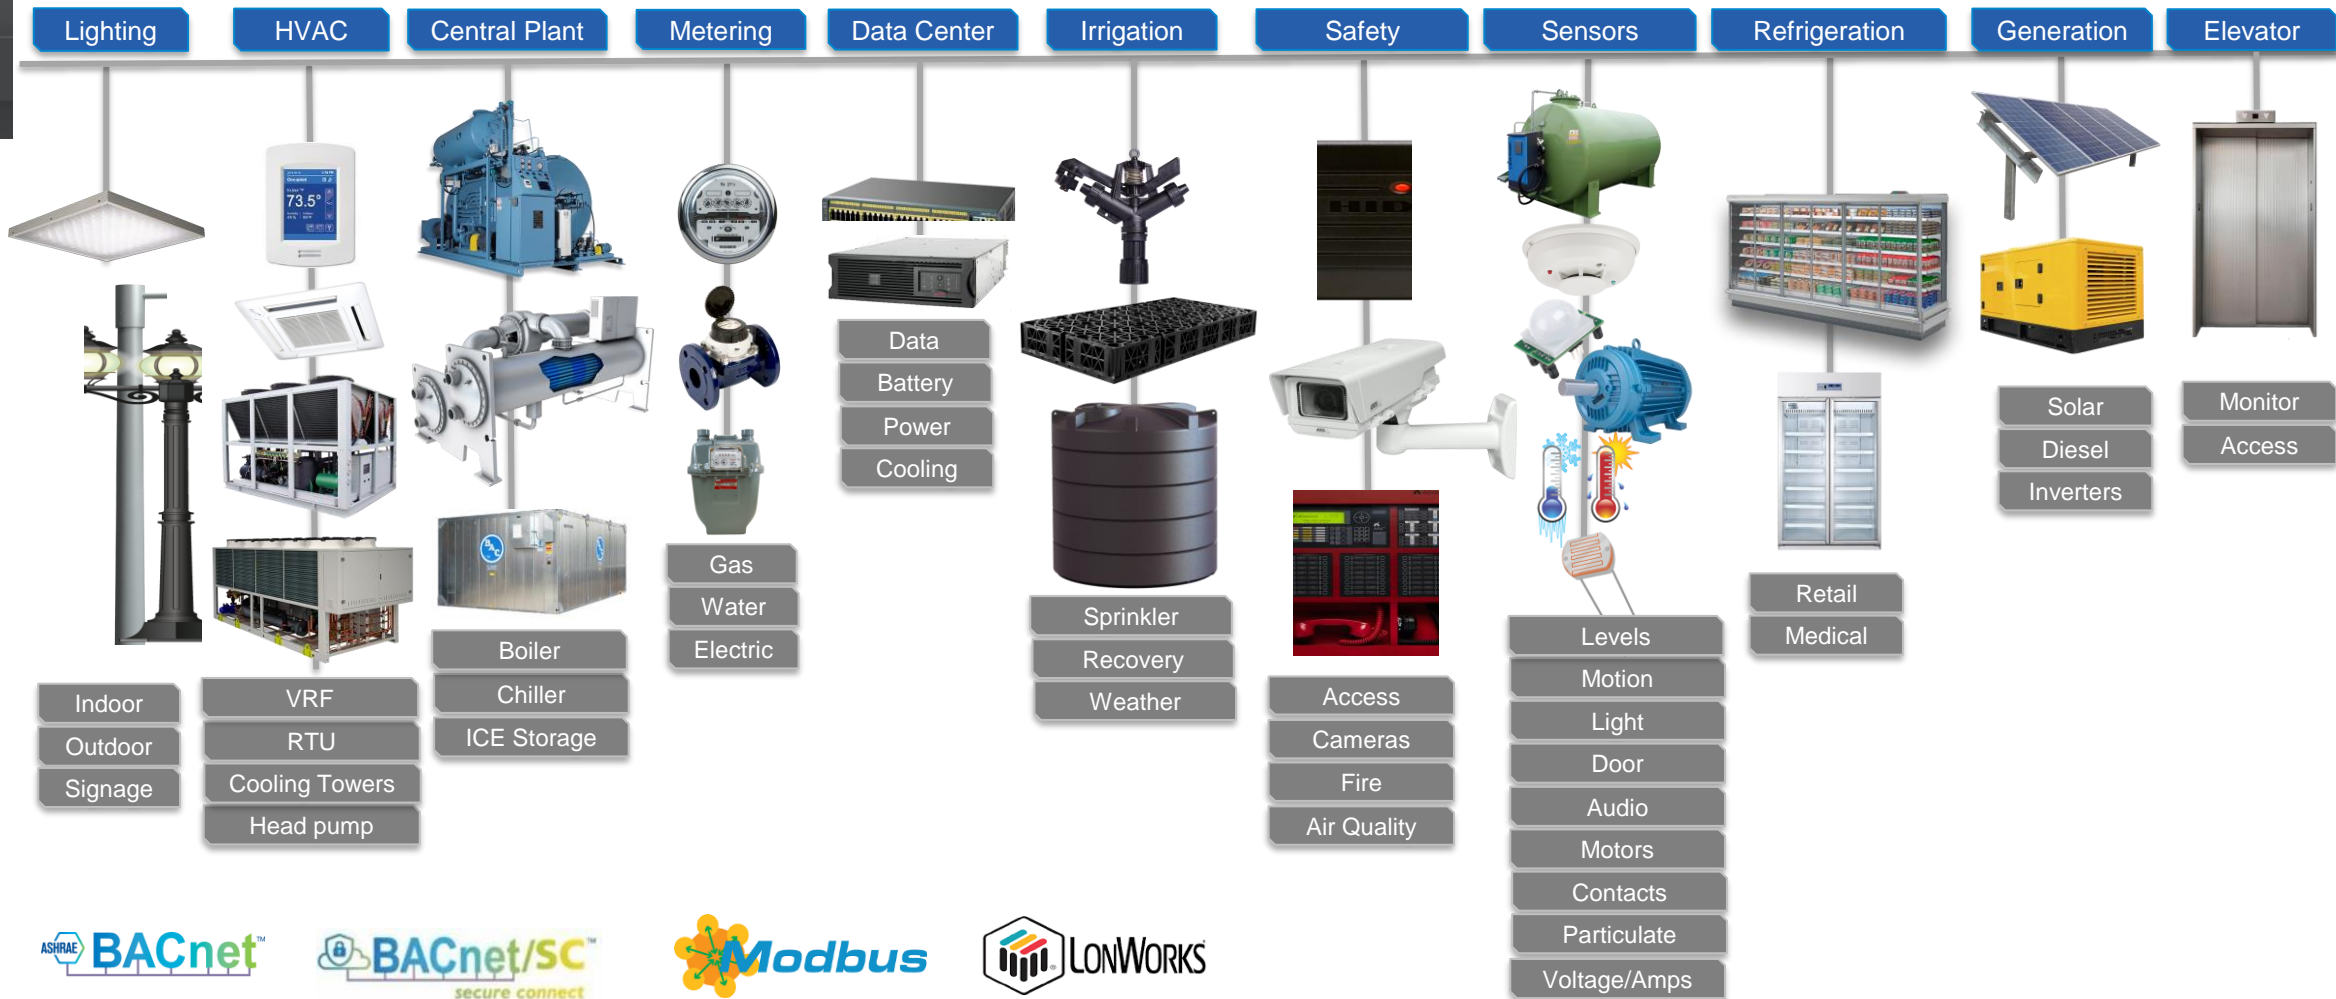 Lighting
HVAC
Central Plant
Metering
Data Center
Irrigation
Safety
Sensors
Refrigeration
Generation
Elevator
73.5°
Indoor
Outdoor
Signage
VRF
RTU
Cooling Towers
Head pump
BAC
Boiler
Chiller
ICE Storage
Gas
Water
Electric
Data
Battery
Power
Cooling
Sprinkler
Recovery
Weather
Access
Cameras
Fire
Air Quality
Levels
Motion
Light
Door
Audio
Motors
Contacts
Particulate
Voltage/Amps
Retail
Medical
Solar
Diesel
Inverters
Monitor
Access
ASHRAE BACnet™
BACnet/SC™
secure connect
Modbus
LONWORKS